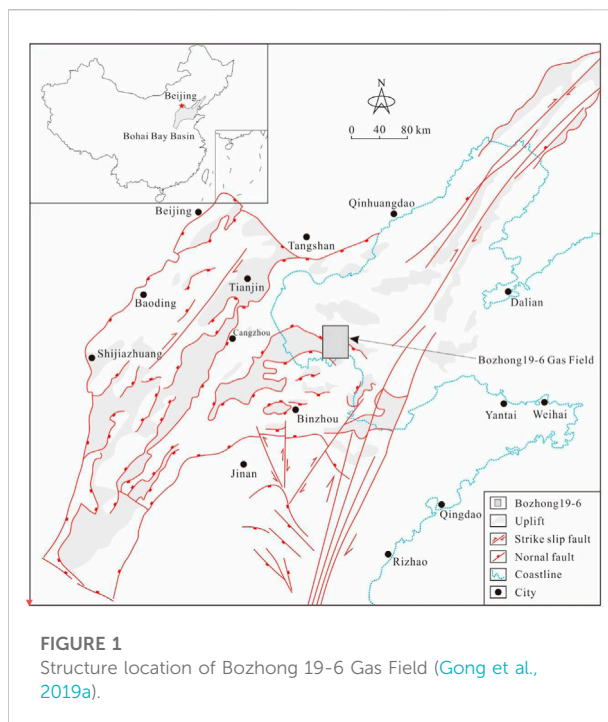 Beijing
Bohai Bay Basin
N
0 40 80 km
Beijing
Qinhuangdao
Tangshan
Tianjin
Dalian
Baoding
Cangzhou
Shijiazhuang
Bozhong19-6 Gas Field
Yantai
Weihai
Binzhou
Jinan
Qingdao
Rizhao
Bozhong19-6
Uplift
Strike slip fault
Nornal fault
Coastline
City
FIGURE 1
Structure location of Bozhong 19-6 Gas Field (Gong et al.,
2019a).